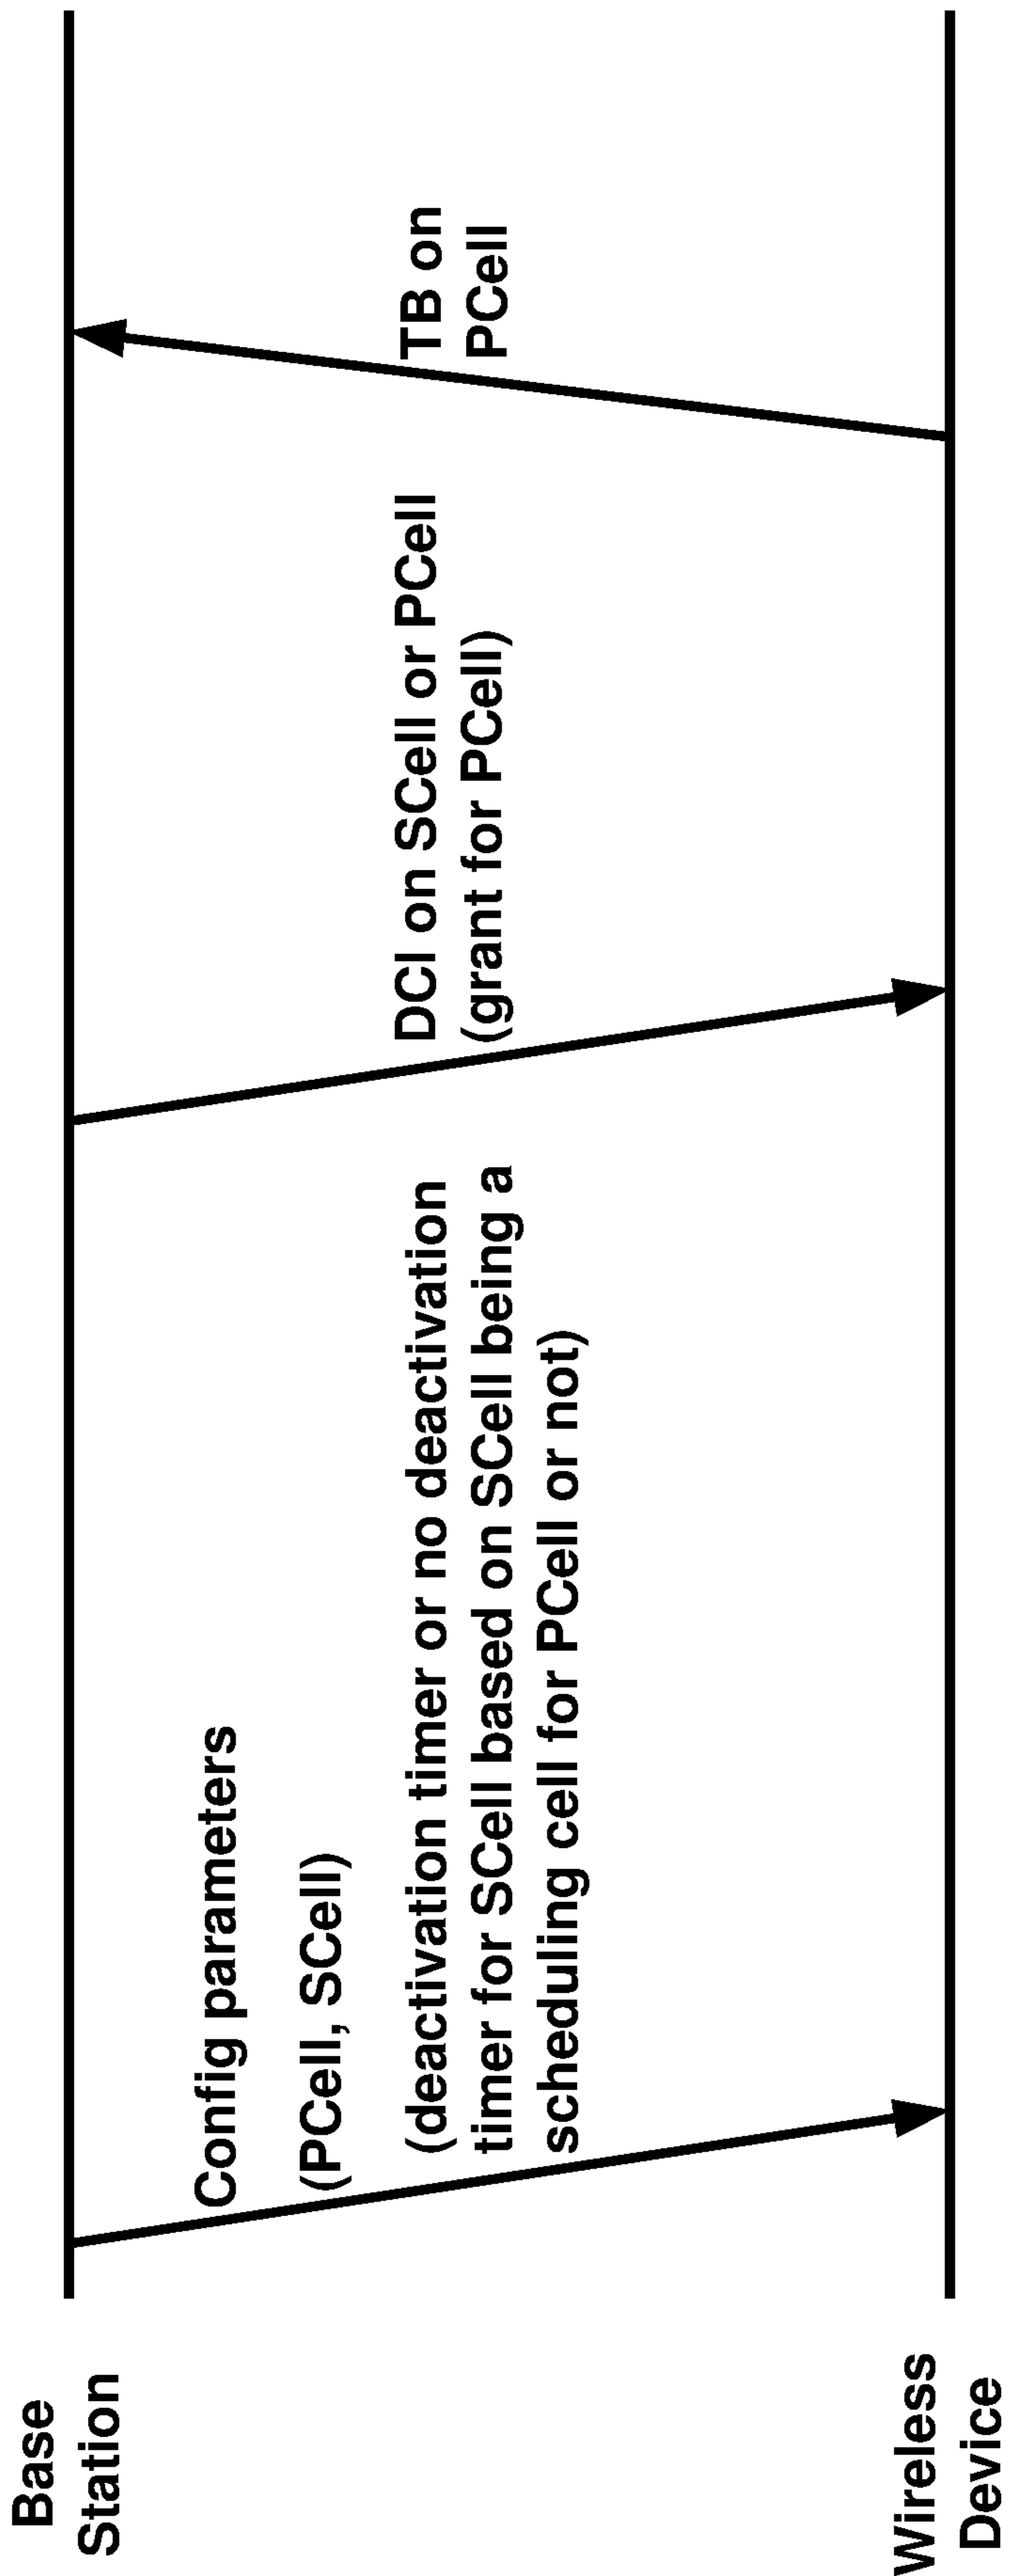 Base
Station
Wireless
Device
Config parameters
(PCell, SCell)
(deactivation timer or no deactivation
timer for SCell based on SCell being a
scheduling cell for PCell or not)
DCI on SCell or PCell
(grant for PCell)
TB on
PCell